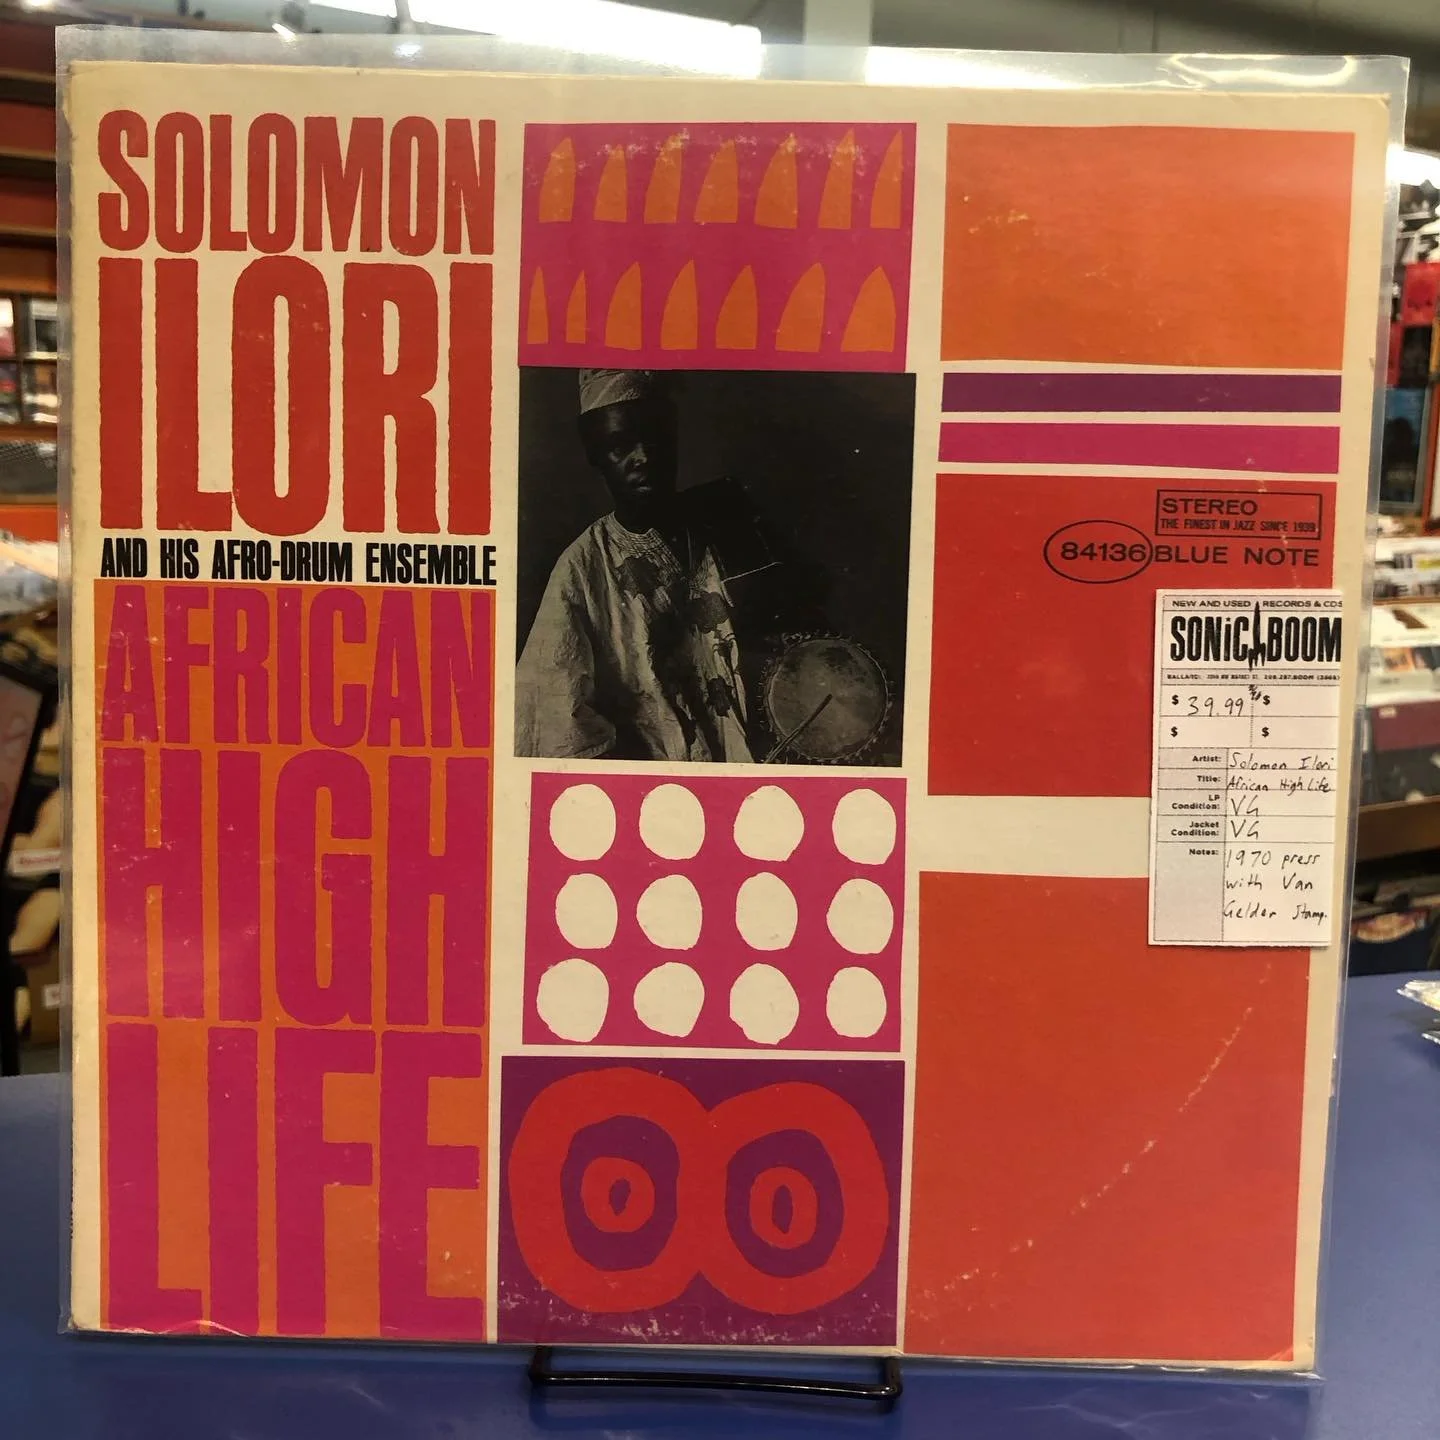 SOLOMON
ILORI
AND HIS AFRO-DRUM ENSEMBLE
AFRICAN
HIGH
LIFE
STEREO
THE FINEST IN JAZZ SINCE 1939
84136 BLUE NOTE
NEW AND USED RECORDS & CDS
SONiC BOOM
$ 39.99 $
$ $
Artist: Solomon Ilori
Title: African High Life
LP
Condition: VG
Jacket
Condition: VG
Notes: 1970 press
with Van
Gelder Stamp.